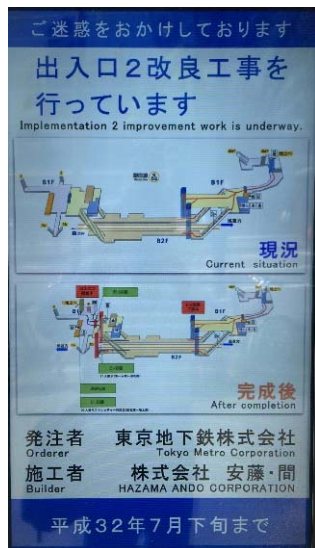 ご迷惑をおかけしております
出入口2改良工事を
行っています
Implementation 2 improvement work is underway.
B1F
B1F
B2F
現況
Current situation
B1F
B2F
完成後
After completion
発注者 東京地下鉄株式会社
Orderer Tokyo Metro Corporation
施工者 株式会社 安藤・間
Builder HAZAMA ANDO CORPORATION
平成32年7月下旬まで